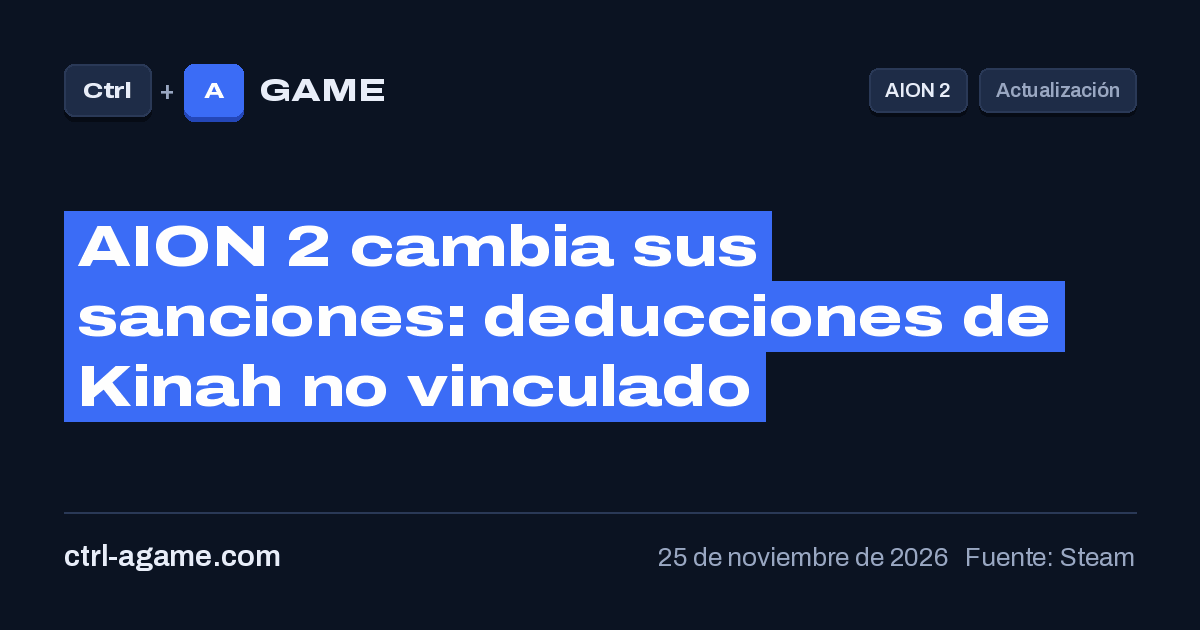 Ctrl + A GAME
AION 2 Actualización
AION 2 cambia sus
sanciones: deducciones de
Kinah no vinculado
ctrl-agame.com
25 de noviembre de 2026 Fuente: Steam